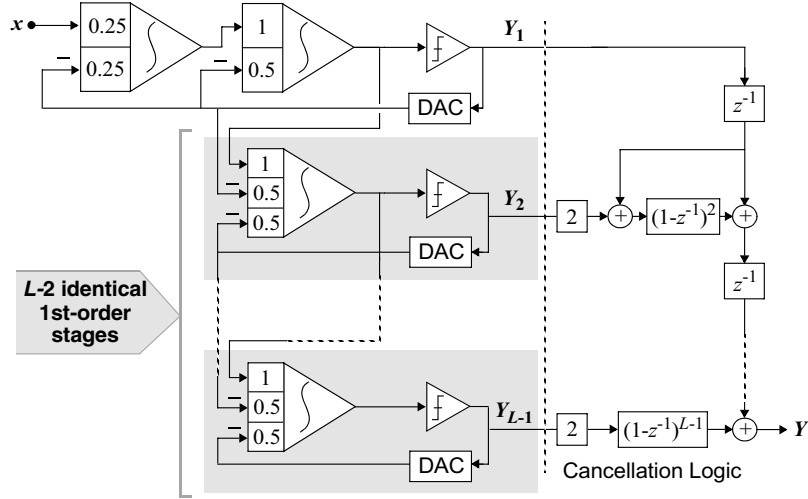 x
0.25
0.25
1
0.5
Y1
DAC
z-1
1
0.5
0.5
Y2
2
+
(1-z-1)2
+
DAC
z-1
L-2 identical
1st-order
stages
1
0.5
0.5
YL-1
2
(1-z-1)L-1
+
Y
DAC
Cancellation Logic